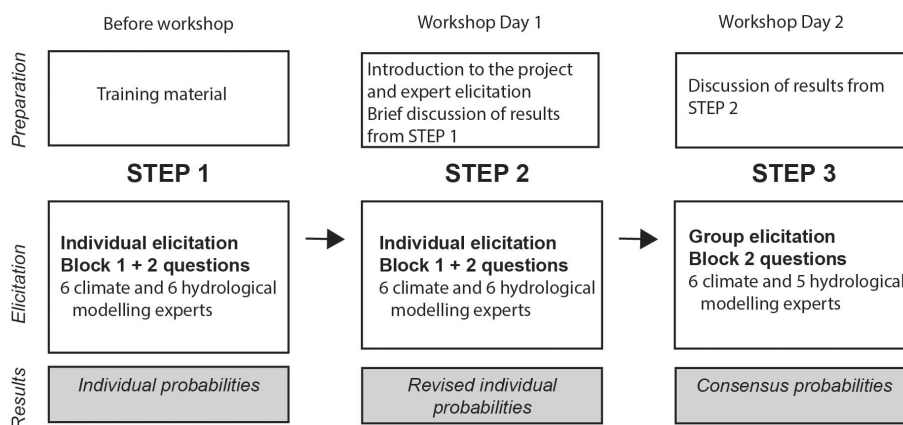 Before workshop
Workshop Day 1
Workshop Day 2
Preparation
Training material
Introduction to the project
and expert elicitation
Brief discussion of results
from STEP 1
Discussion of results from
STEP 2
STEP 1
STEP 2
STEP 3
Elicitation
Individual elicitation
Block 1 + 2 questions
6 climate and 6 hydrological
modelling experts
Individual elicitation
Block 1 + 2 questions
6 climate and 6 hydrological
modelling experts
Group elicitation
Block 2 questions
6 climate and 5 hydrological
modelling experts
Results
Individual probabilities
Revised individual
probabilities
Consensus probabilities